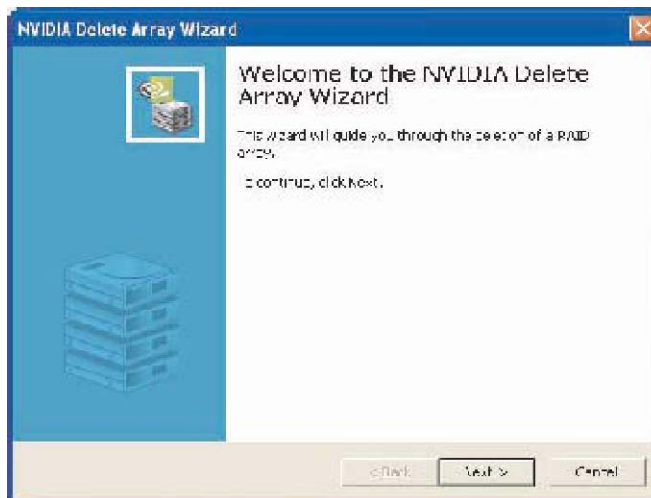 NVIDIA Delete Array Wizard
Welcome to the NVIDIA Delete
Array Wizard
This wizard will guide you through the deletion of a RAID
array.
To continue, click Next.
< Back
Next >
Cancel